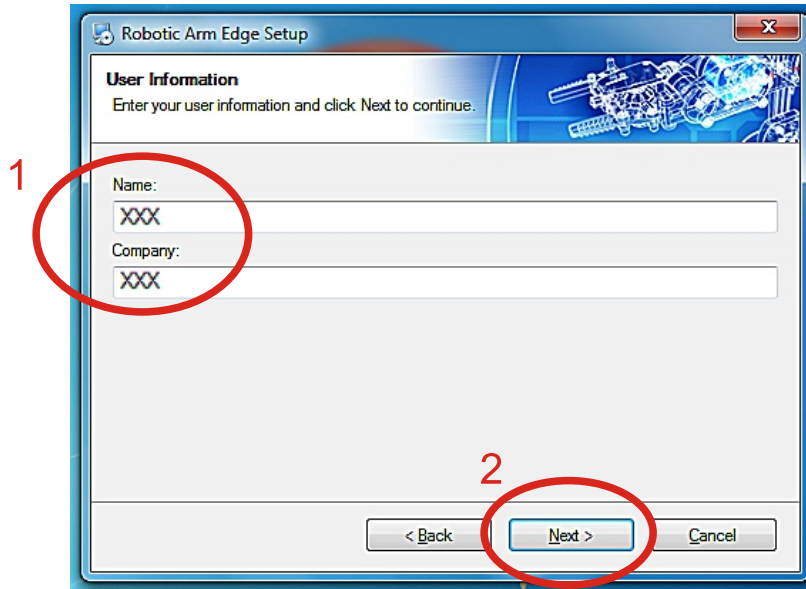 Robotic Arm Edge Setup
X
User Information
Enter your user information and click Next to continue.
1
Name:
XXX
Company:
XXX
2
< Back
Next >
Cancel